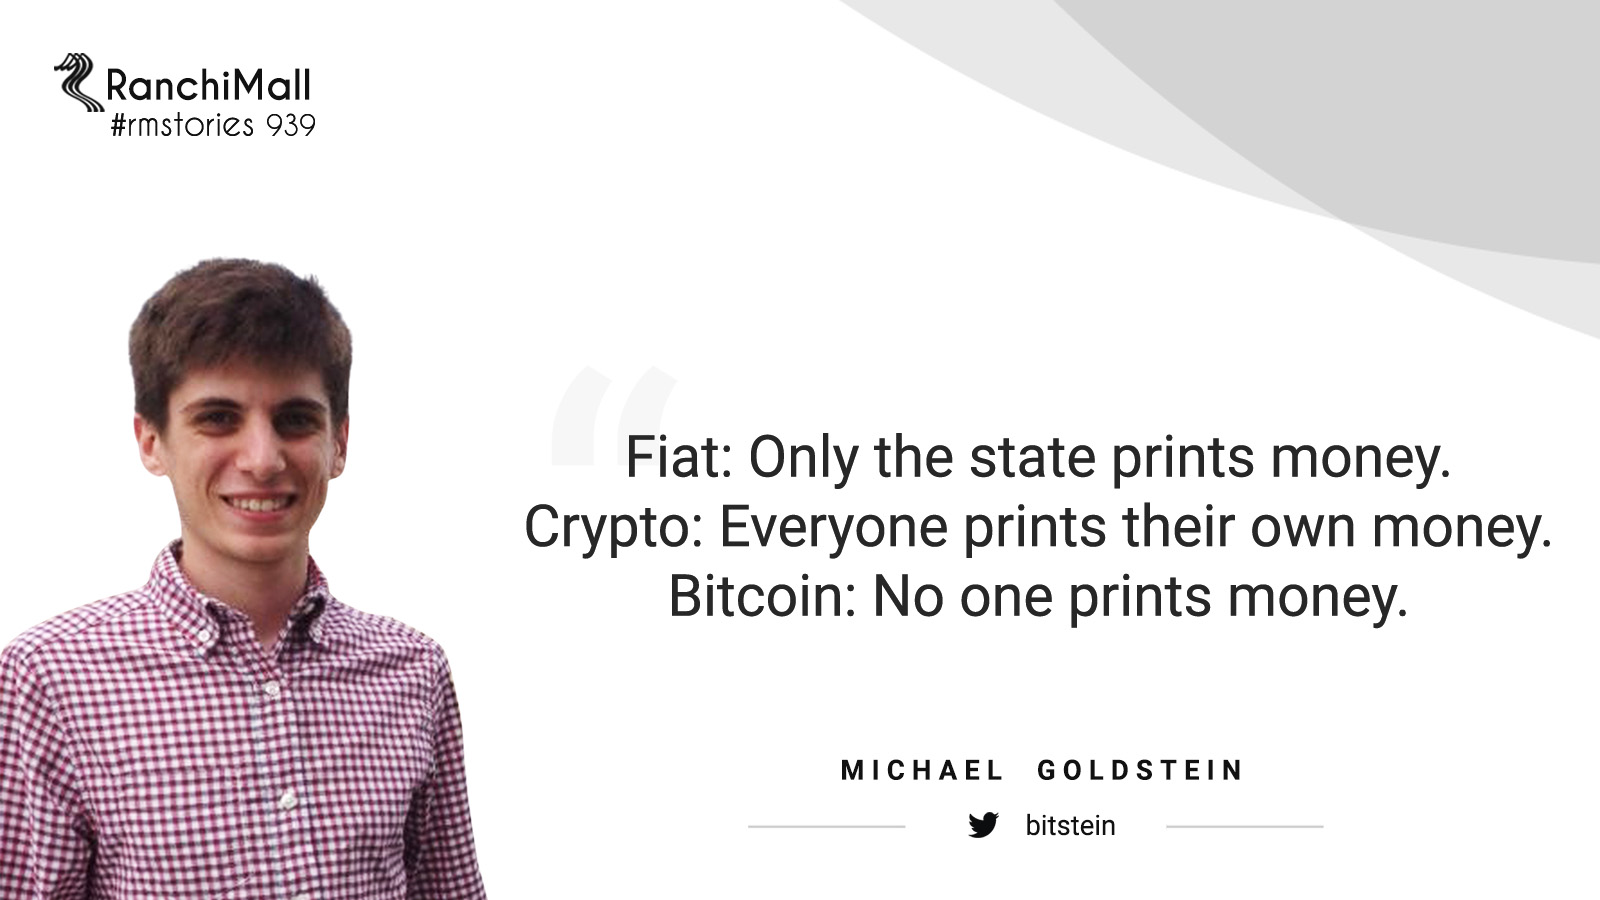 RanchiMall
#rmstories 939
Fiat: Only the state prints money.
Crypto: Everyone prints their own money.
Bitcoin: No one prints money.
MICHAEL GOLDSTEIN
bitstein